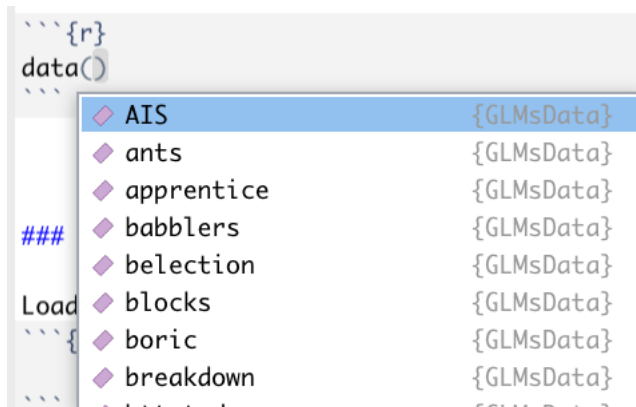 ```{r}
data()
```
AIS {GLMsData}
ants {GLMsData}
apprentice {GLMsData}
babblers {GLMsData}
###
belection {GLMsData}
blocks {GLMsData}
Load
boric {GLMsData}
```{
breakdown {GLMsData}
```